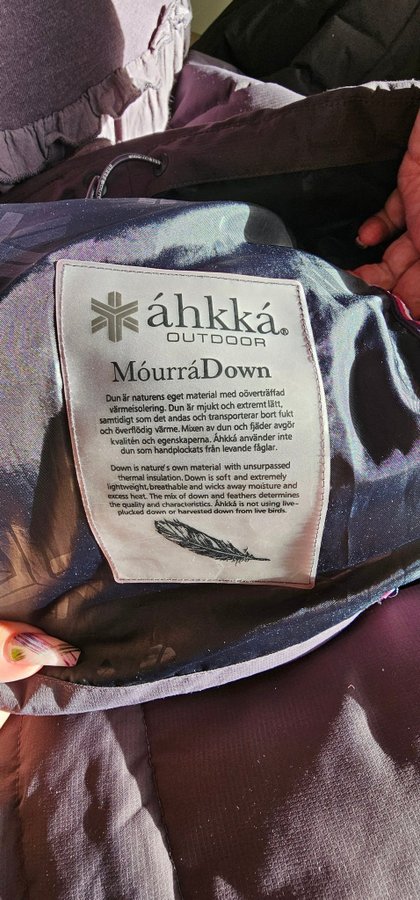 áhkká®
OUTDOOR
MóurráDown
Dun är naturens eget material med oöverträffad
värmeisolering. Dun är mjukt och extremt lätt,
samtidigt som det andas och transporterar bort fukt
och överflödig värme. Mixen av dun och fjäder avgör
kvalitén och egenskaperna. Áhkká använder inte
dun som handplockats från levande fåglar.
Down is nature's own material with unsurpassed
thermal insulation. Down is soft and extremely
lightweight, breathable and wicks away moisture and
excess heat. The mix of down and feathers determines
the quality and characteristics. Áhkká is not using live-
plucked down or harvested down from live birds.